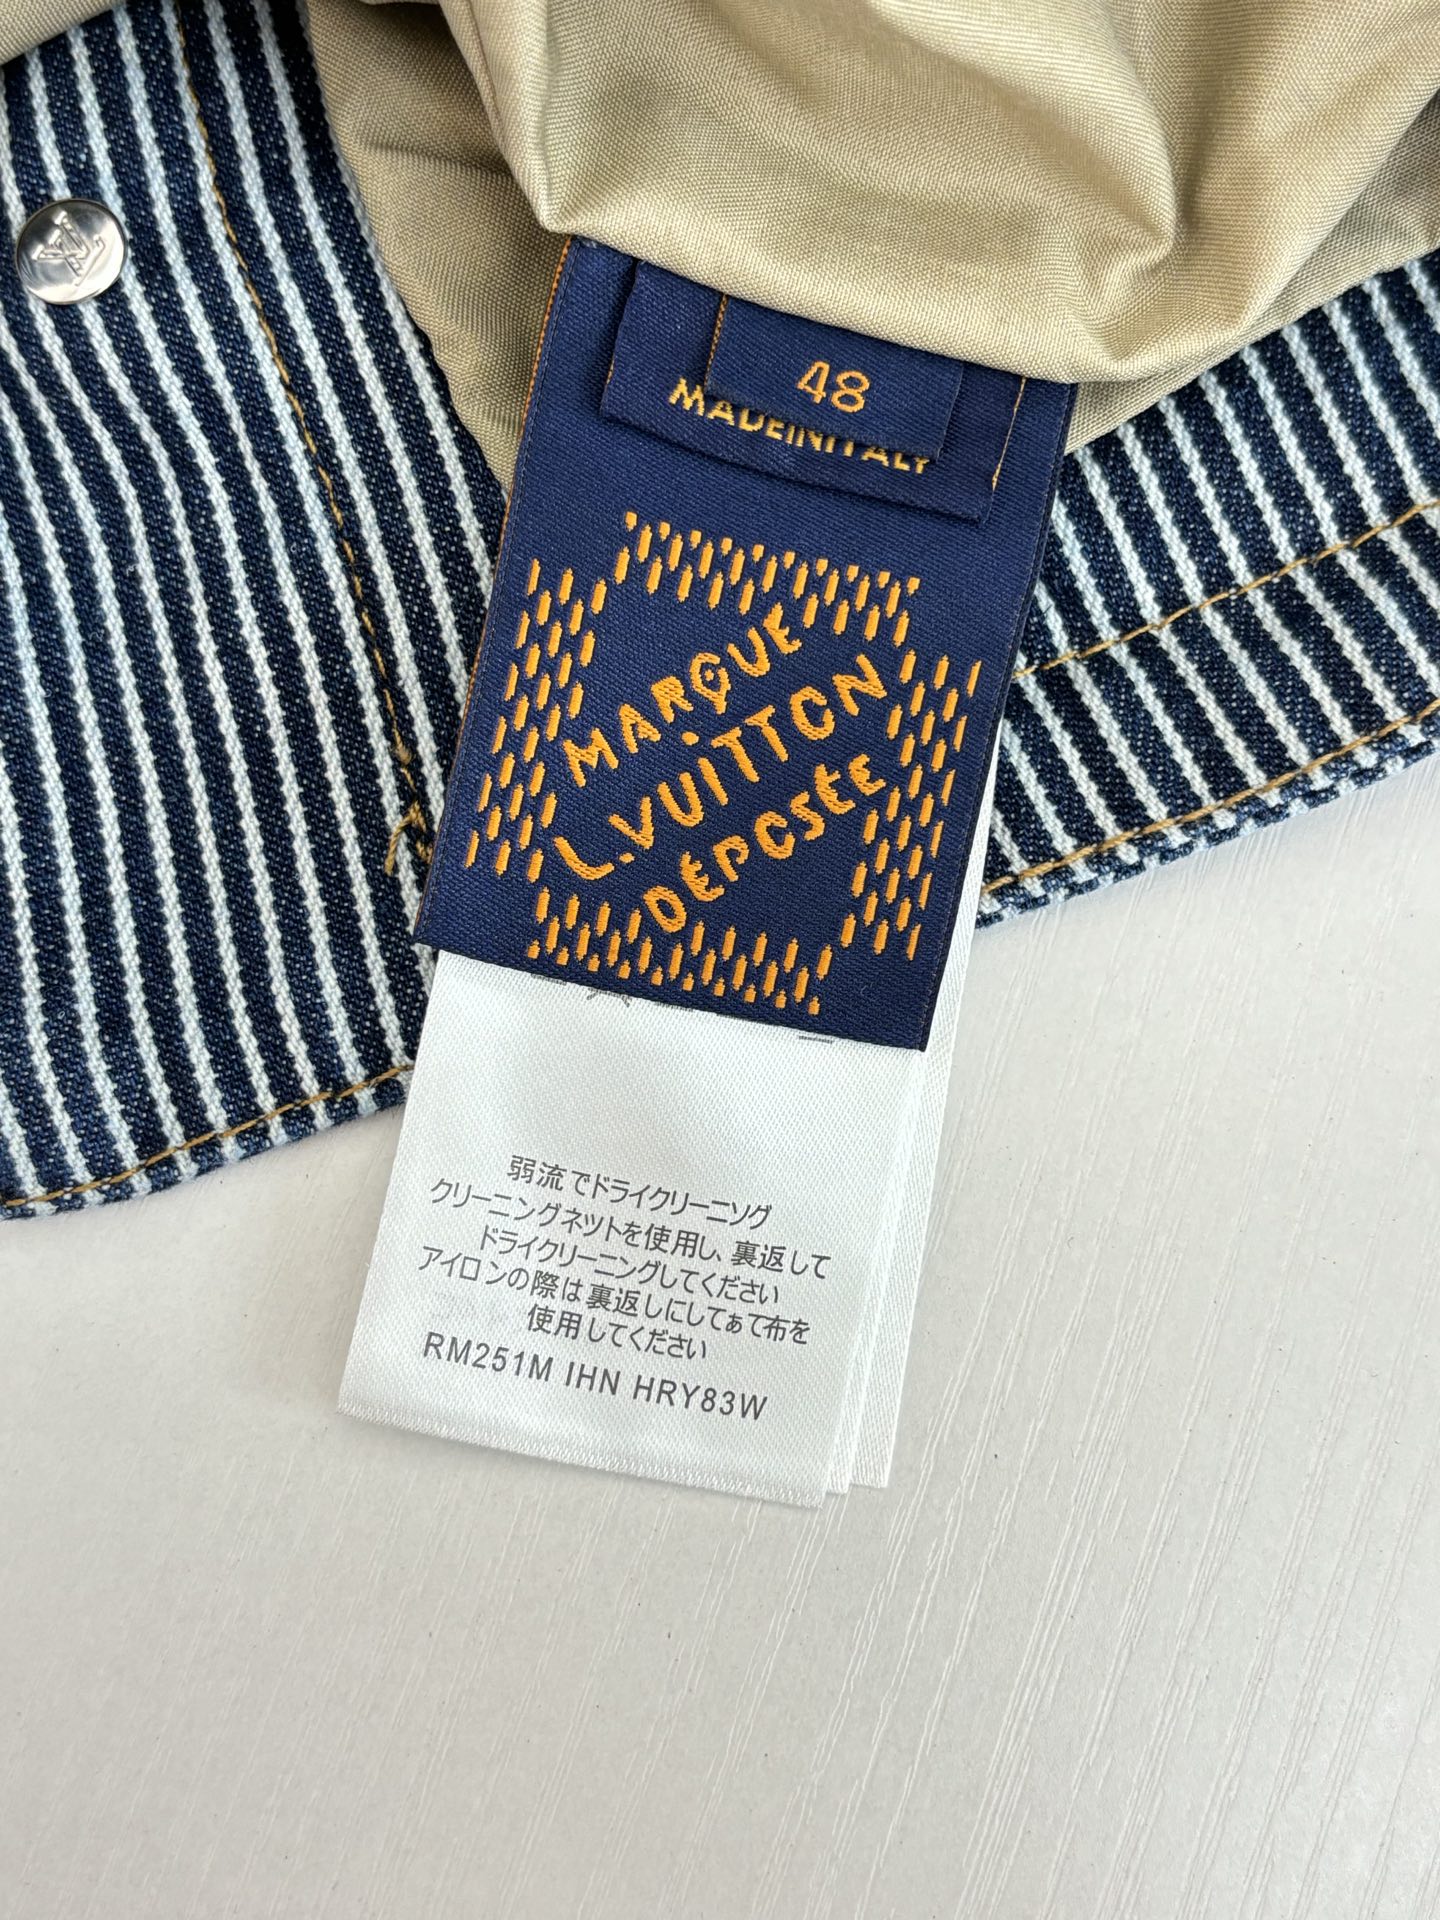 48
MADE IN ITALY
MARQUE
L.VUITTON
DÉPOSÉE
弱流でドライクリーニソグ
クリーニングネットを使用し、裏返して
ドライクリーニングしてください
アイロンの際は裏返しにしてぁて布を
使用してください
RM251M IHN HRY83W